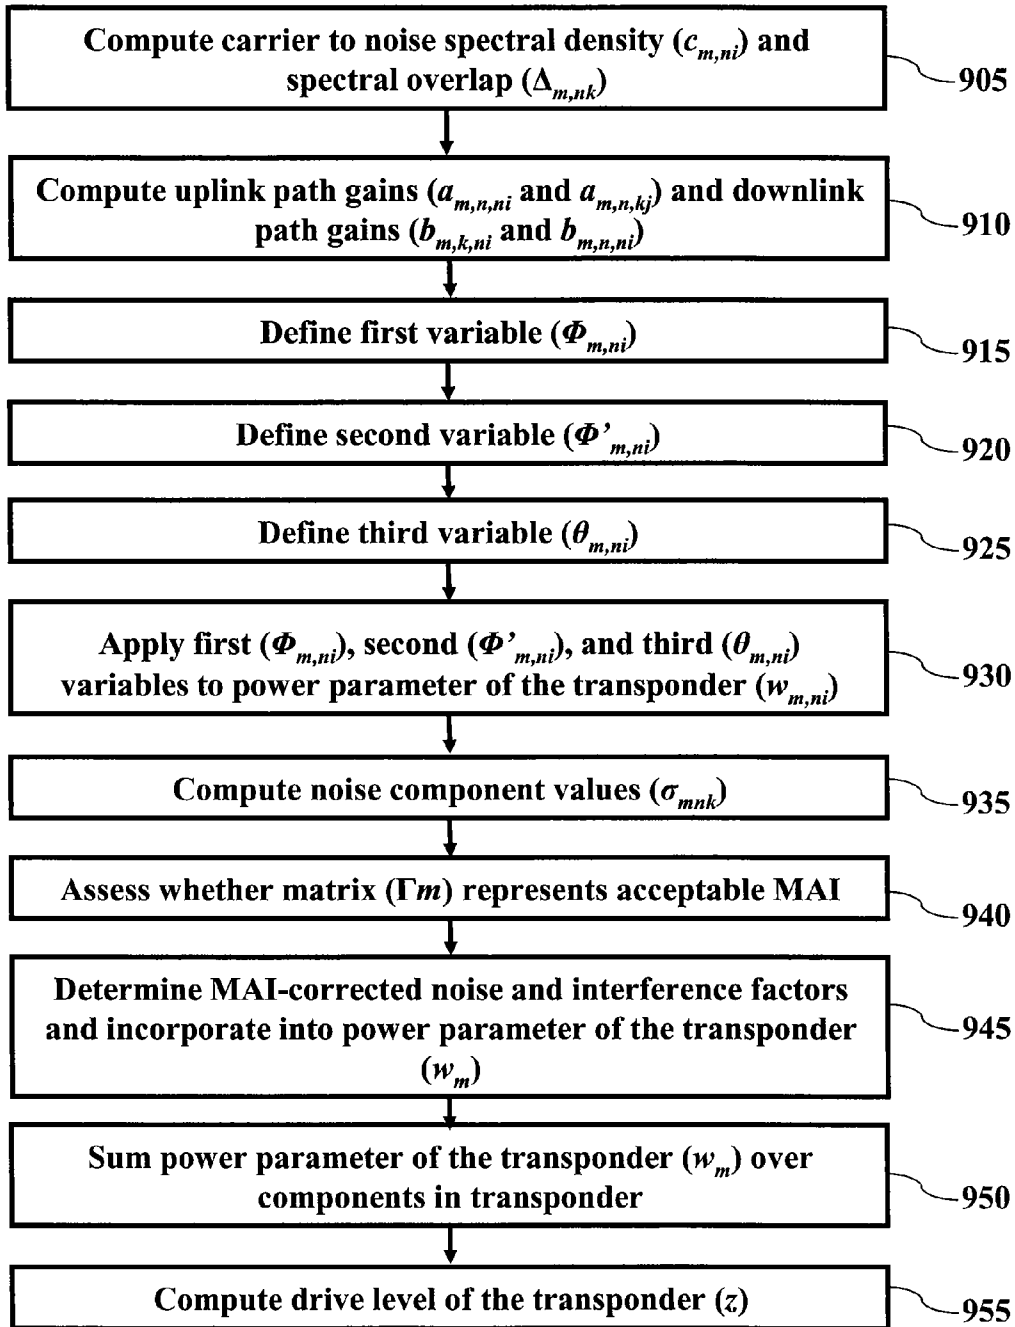 Compute carrier to noise spectral density (c_{m,ni}) and
spectral overlap (Δ_{m,nk})
905
Compute uplink path gains (a_{m,n,ni} and a_{m,n,kj}) and downlink
path gains (b_{m,k,ni} and b_{m,n,ni})
910
Define first variable (Φ_{m,ni})
915
Define second variable (Φ’_{m,ni})
920
Define third variable (θ_{m,ni})
925
Apply first (Φ_{m,ni}), second (Φ’_{m,ni}), and third (θ_{m,ni})
variables to power parameter of the transponder (w_{m,ni})
930
Compute noise component values (σ_{mnk})
935
Assess whether matrix (Γm) represents acceptable MAI
940
Determine MAI-corrected noise and interference factors
and incorporate into power parameter of the transponder
(w_m)
945
Sum power parameter of the transponder (w_m) over
components in transponder
950
Compute drive level of the transponder (z)
955